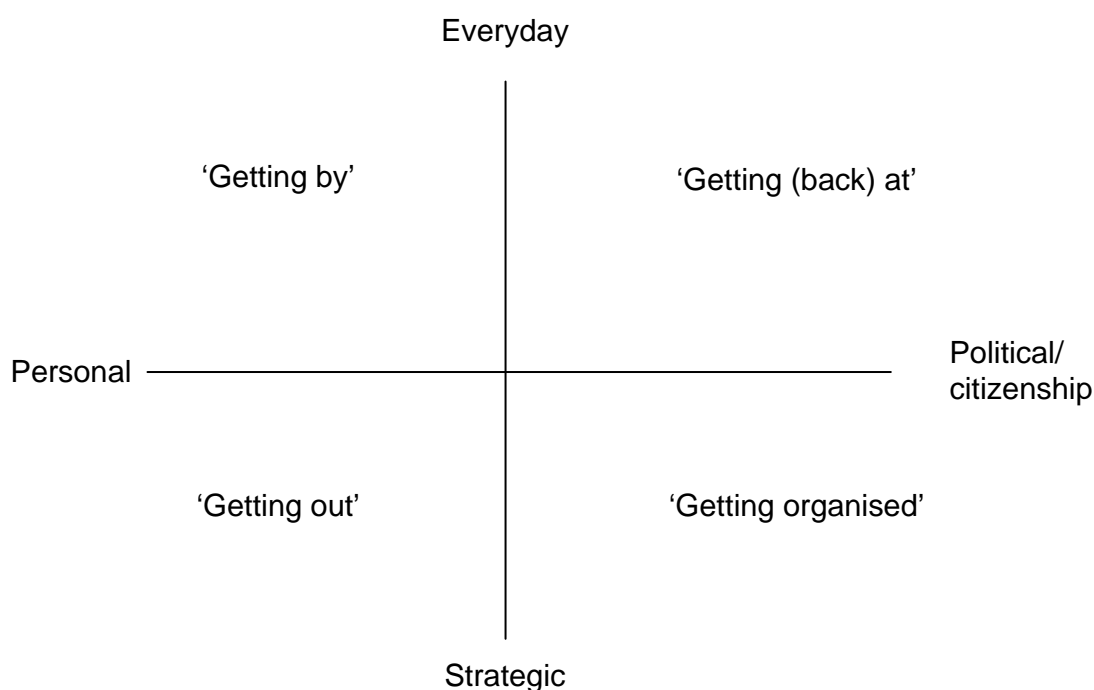 Everyday
‘Getting by’
‘Getting (back) at’
Personal
Political/
citizenship
‘Getting out’
‘Getting organised’
Strategic